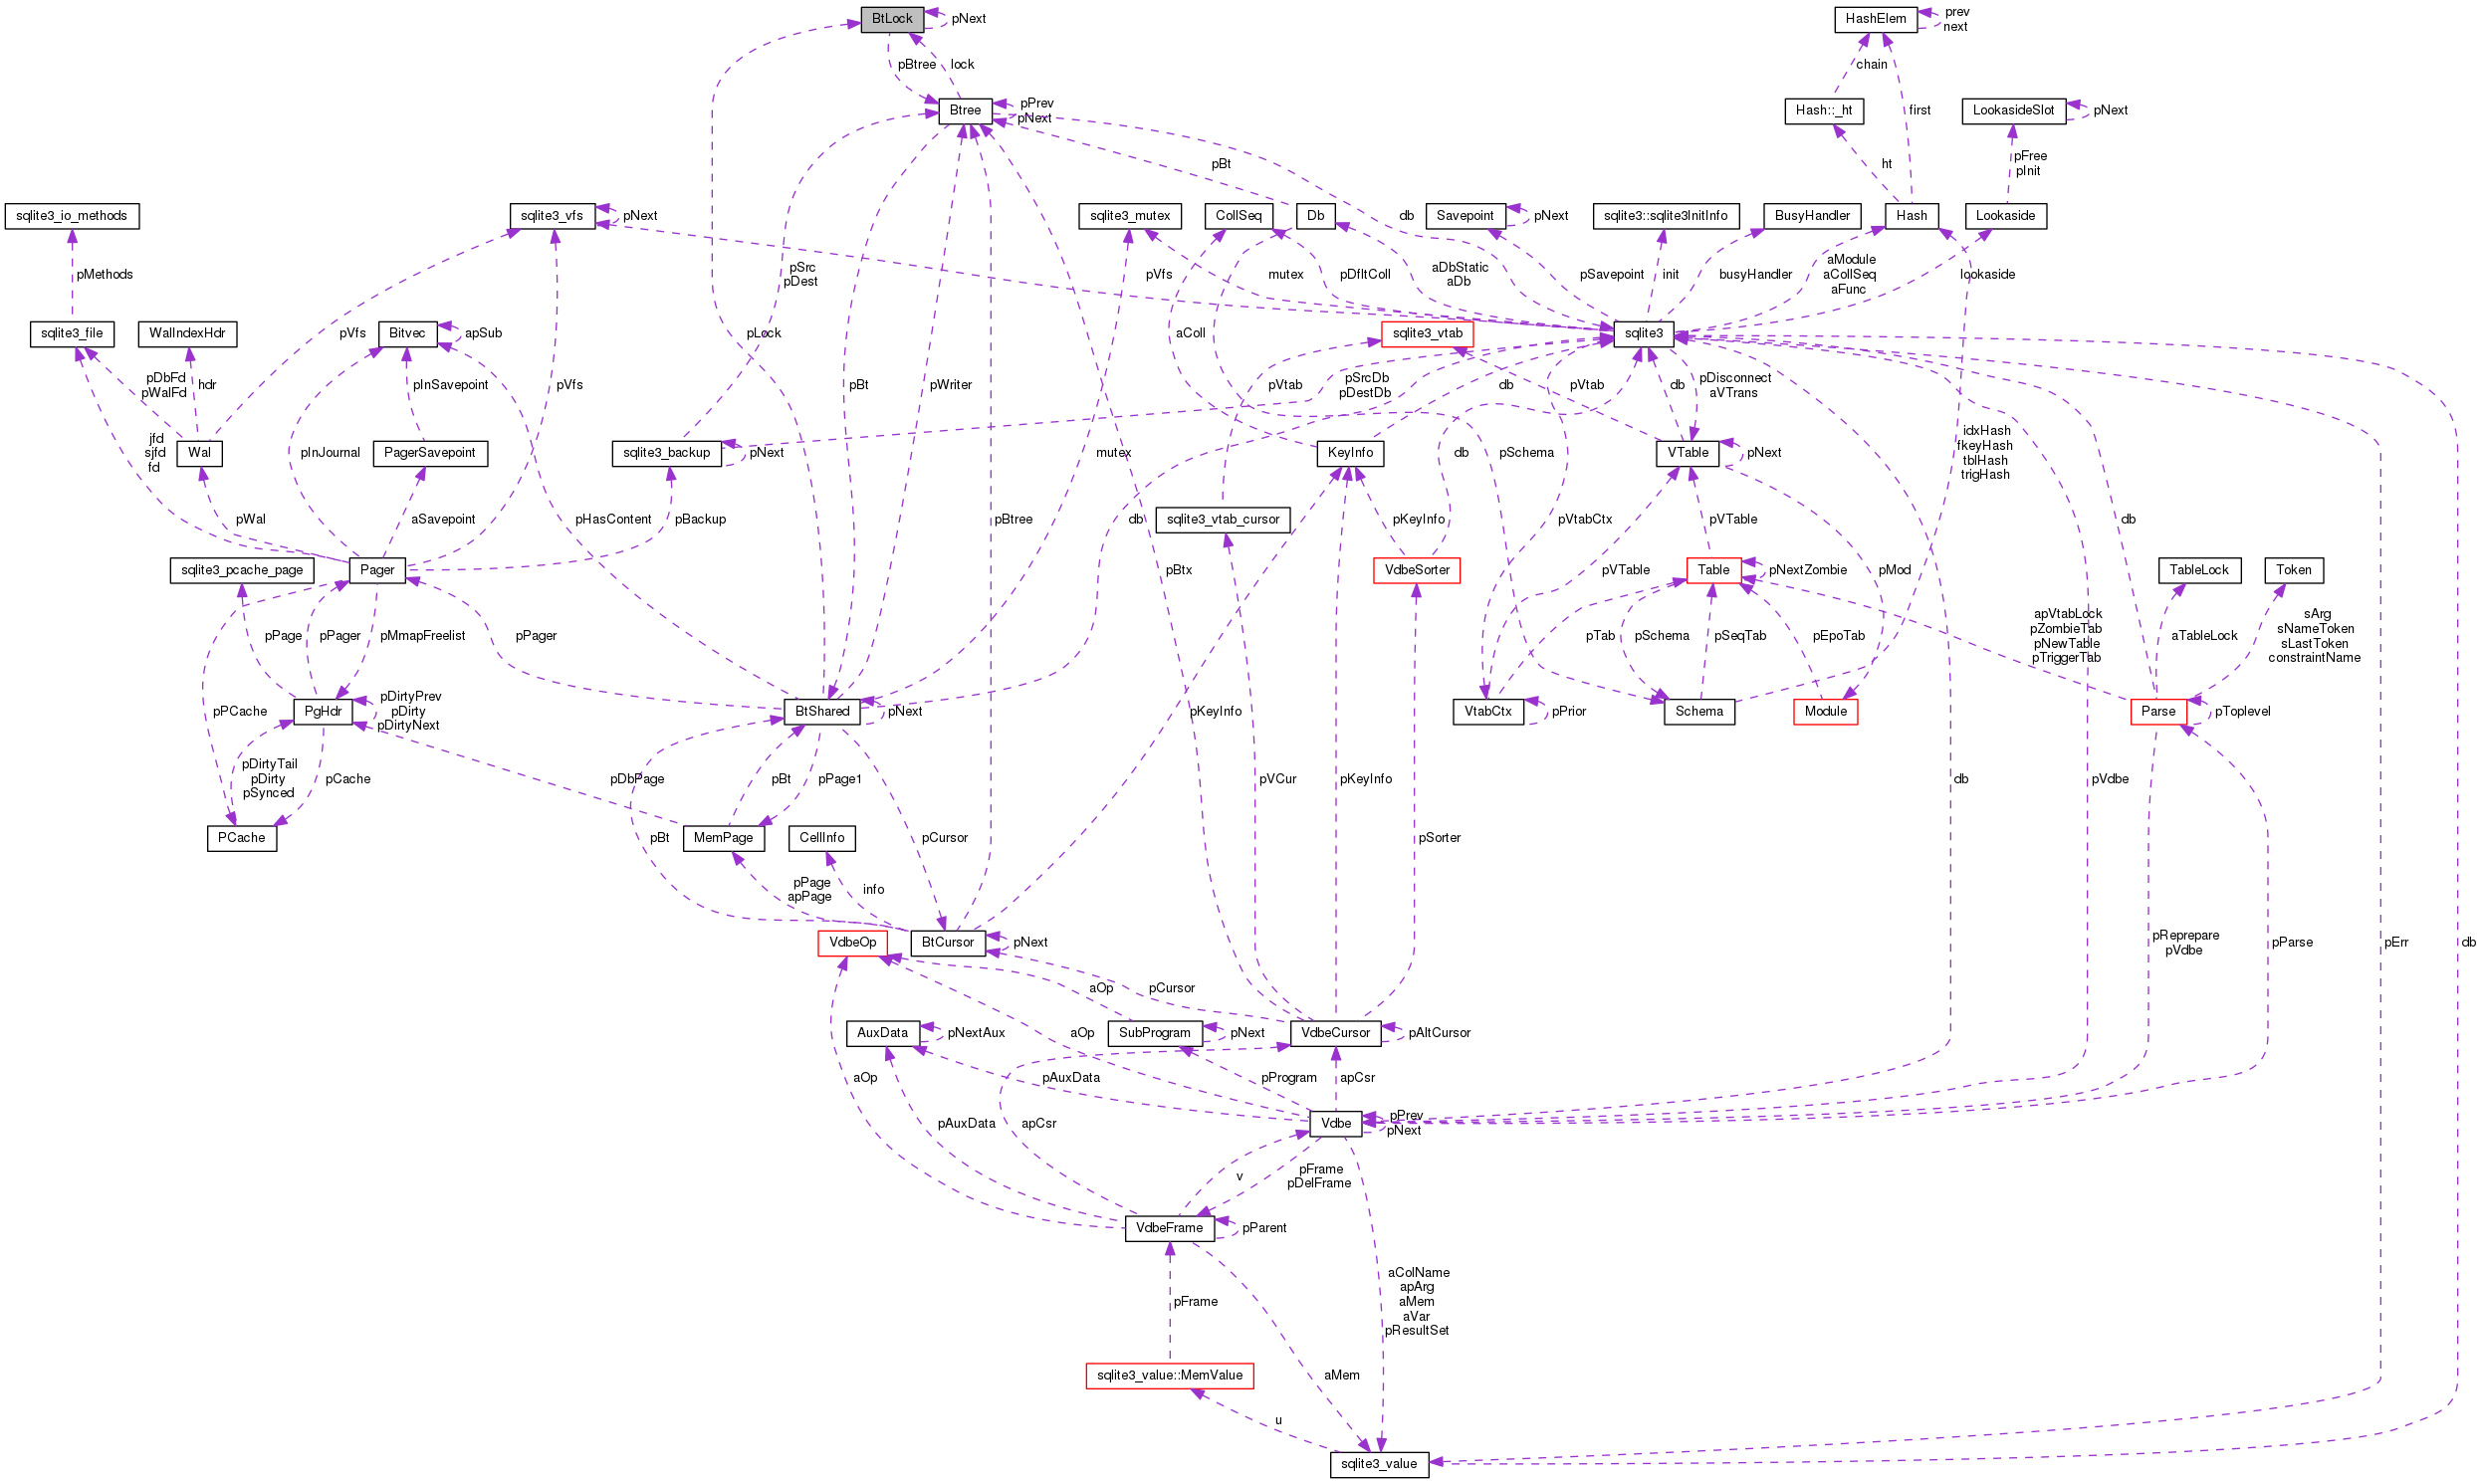 BtLock
pNext
HashElem
prev
next
pBtree
lock
chain
Btree
pPrev
pNext
Hash::_ht
first
LookasideSlot
pNext
pBt
ht
pFree
pInit
sqlite3_io_methods
sqlite3_vfs
pNext
sqlite3_mutex
CollSeq
Db
db
Savepoint
pNext
sqlite3::sqlite3InitInfo
BusyHandler
Hash
Lookaside
pMethods
pSrc
pDest
pVfs
mutex
pDfltColl
aDbStatic
aDb
pSavepoint
init
busyHandler
aModule
aCollSeq
aFunc
lookaside
sqlite3_file
WalIndexHdr
pVfs
Bitvec
apSub
pLock
aColl
sqlite3_vtab
sqlite3
pDbFd
pWalFd
hdr
pInSavepoint
pVfs
pBt
pWriter
pVtab
pSrcDb
pDestDb
db
pVtab
db
pDisconnect
aVTrans
jfd
sjfd
fd
Wal
pInJournal
PagerSavepoint
sqlite3_backup
pNext
mutex
KeyInfo
db
pSchema
VTable
pNext
idxHash
fkeyHash
tblHash
trigHash
pWal
aSavepoint
pHasContent
pBackup
pBtree
db
sqlite3_vtab_cursor
pKeyInfo
pVtabCtx
pVTable
db
sqlite3_pcache_page
Pager
pBtx
VdbeSorter
pVTable
Table
pNextZombie
pMod
TableLock
Token
pPage
pPager
pMmapFreelist
pPager
pTab
pSchema
pSeqTab
pEpoTab
apVtabLock
pZombieTab
pNewTable
pTriggerTab
aTableLock
sArg
sNameToken
sLastToken
constraintName
pPCache
PgHdr
pDirtyPrev
pDirty
pDirtyNext
BtShared
pNext
pKeyInfo
VtabCtx
pPrior
Schema
Module
Parse
pToplevel
pDirtyTail
pDirty
pSynced
pCache
pDbPage
pBt
pPage1
pVCur
pKeyInfo
db
pVdbe
PCache
pBt
MemPage
CellInfo
pCursor
pSorter
pPage
apPage
info
VdbeOp
BtCursor
pNext
pReprepare
pVdbe
pParse
pErr
db
aOp
pCursor
AuxData
pNextAux
aOp
SubProgram
pNext
VdbeCursor
pAltCursor
aOp
pAuxData
pProgram
apCsr
pAuxData
apCsr
Vdbe
pPrev
pNext
v
pFrame
pDelFrame
VdbeFrame
pParent
pFrame
aColName
apArg
aMem
aVar
pResultSet
sqlite3_value::MemValue
aMem
u
sqlite3_value